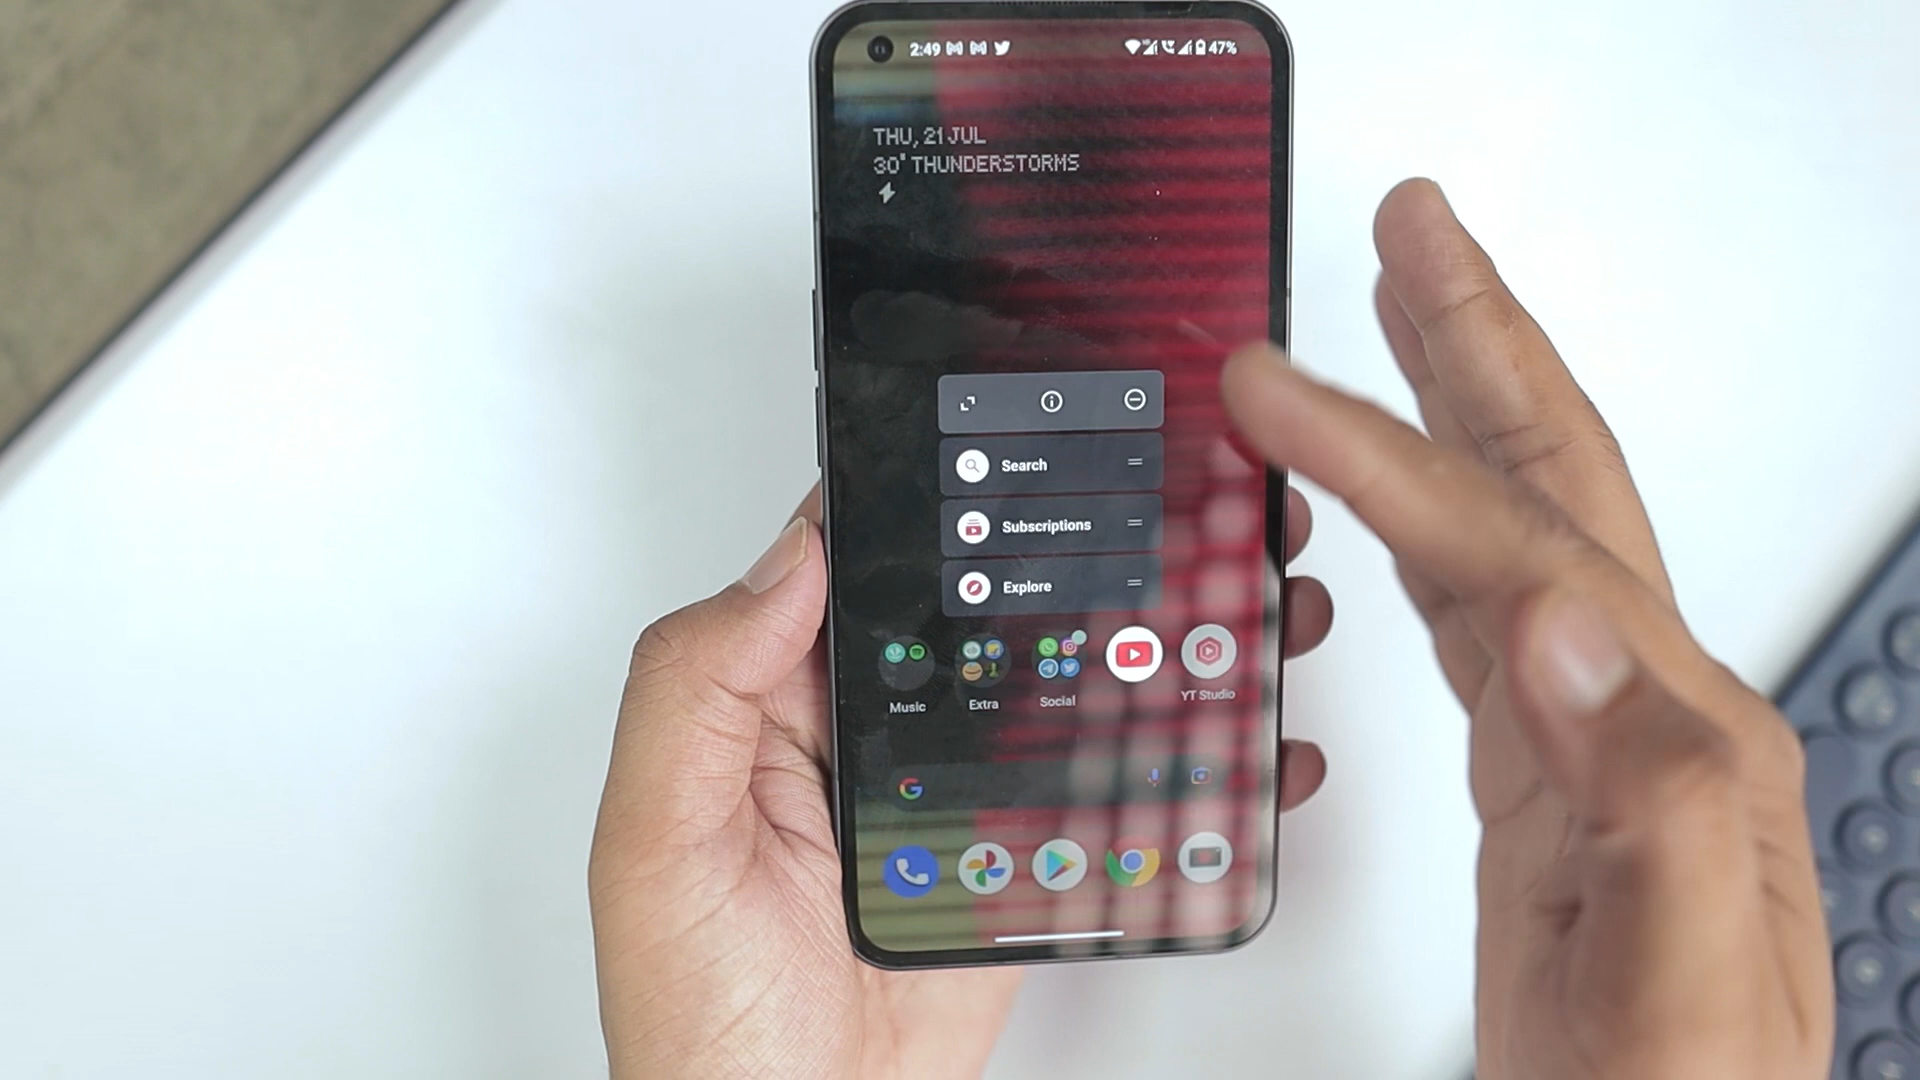 2:49
47%
THU, 21 JUL
30° THUNDERSTORMS
Search
Subscriptions
Explore
Music
Extra
Social
YT Studio
G